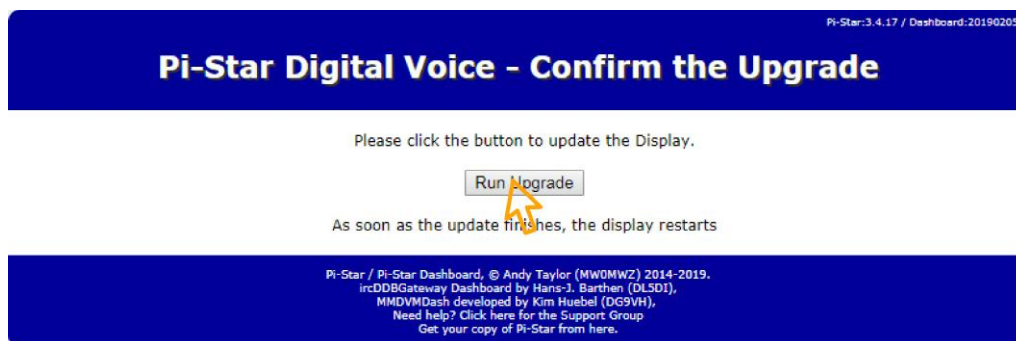 Pi-Star:3.4.17 / Dashboard:20190205
Pi-Star Digital Voice - Confirm the Upgrade
Please click the button to update the Display.
Run Upgrade
As soon as the update finishes, the display restarts
Pi-Star / Pi-Star Dashboard, © Andy Taylor (MW0MWZ) 2014-2019.
ircDDBGateway Dashboard by Hans-J. Barthen (DL5DI),
MMDVMDash developed by Kim Huebel (DG9VH),
Need help? Click here for the Support Group
Get your copy of Pi-Star from here.